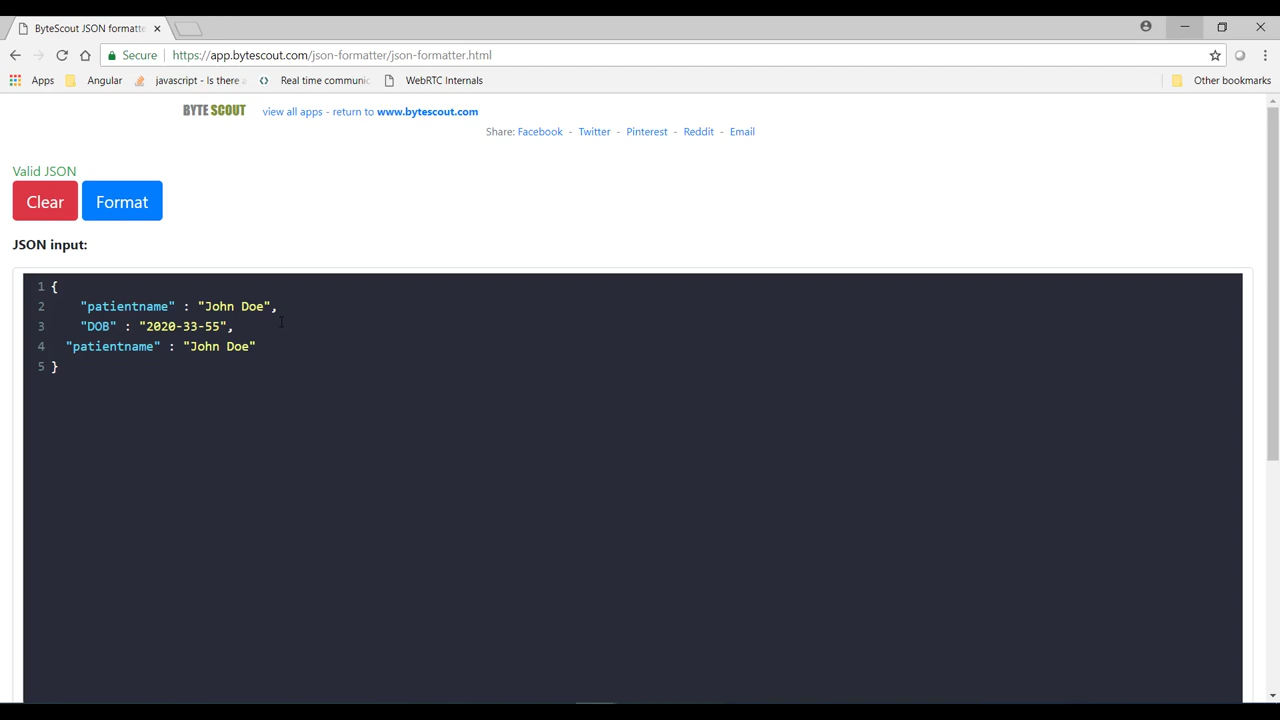 ByteScout JSON formatte
Secure https://app.bytescout.com/json-formatter/json-formatter.html
Apps Angular javascript - Is there a Real time communic WebRTC Internals Other bookmarks
BYTE SCOUT view all apps - return to www.bytescout.com
Share: Facebook - Twitter - Pinterest - Reddit - Email
Valid JSON
Clear Format
JSON input:
1 {
2 "patientname" : "John Doe",
3 "DOB" : "2020-33-55",
4 "patientname" : "John Doe"
5 }